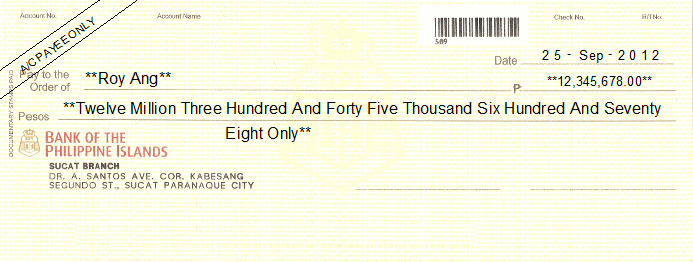 Account No. Account Name Check No. BRTNo.
A/C PAYEE ONLY
589
Date 25 - Sep - 2012
Pay to the
Order of **Roy Ang** ₱ **12,345,678.00**
Pesos **Twelve Million Three Hundred And Forty Five Thousand Six Hundred And Seventy
Eight Only**
DOCUMENTARY STAMPS PAID
BANK OF THE
PHILIPPINE ISLANDS
SUCAT BRANCH
DR. A. SANTOS AVE. COR. KABESANG
SEGUNDO ST., SUCAT PARANAQUE CITY